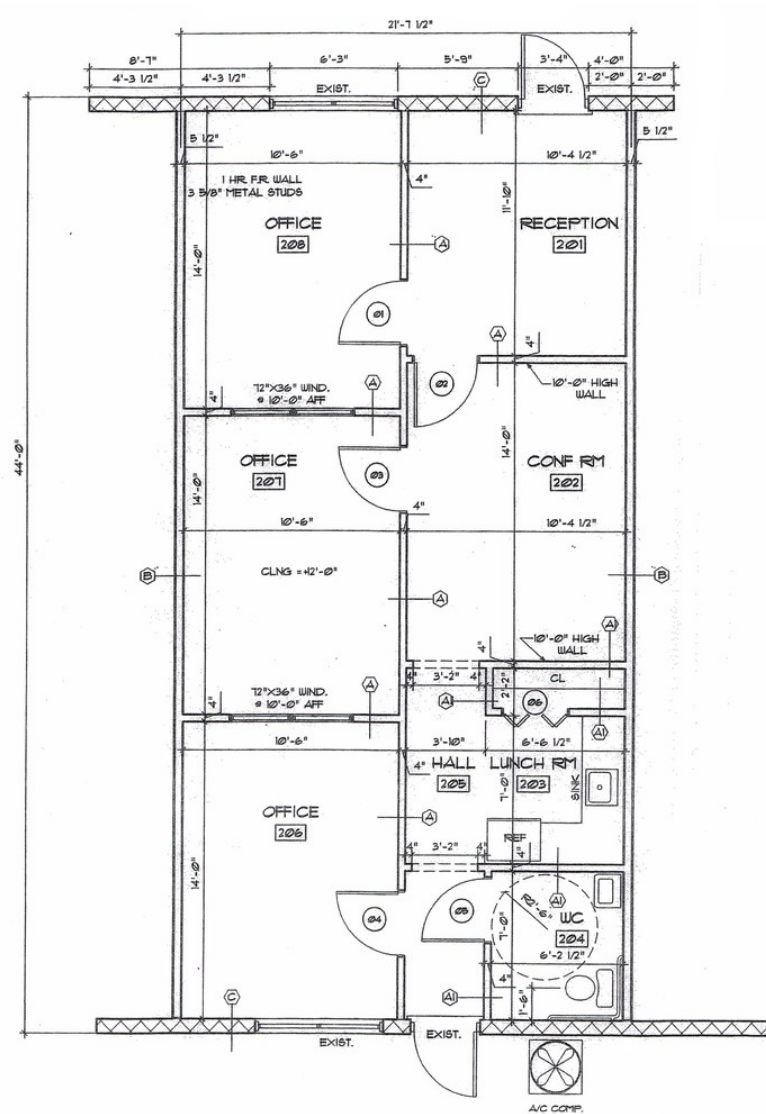 21'-7 1/2"
8'-7"
6'-3"
5'-9"
3'-4"
4'-0"
4'-3 1/2"
4'-3 1/2"
2'-0"
2'-0"
C
EXIST.
EXIST.
5 1/2"
5 1/2"
10'-6"
10'-4 1/2"
1 HR. F.R. WALL
3 5/8" METAL STUDS
4"
11'-10"
OFFICE
208
RECEPTION
201
A
14'-0"
01
A
4"
02
10'-0" HIGH
WALL
72"X36" WIND.
@ 10'-0" AFF
4"
A
44'-0"
OFFICE
207
03
14'-0"
CONF RM
202
14'-0"
4"
10'-6"
10'-4 1/2"
B
CLNG = +12'-0"
A
B
A1
4"
10'-0" HIGH
WALL
4"
3'-2"
4"
CL
2'-2"
72"X36" WIND.
@ 10'-0" AFF
4"
A
A1
06
A1
10'-6"
3'-10"
6'-6 1/2"
4"
HALL
205
LUNCH RM
203
7'-0"
SINK
OFFICE
206
A
REF
4"
3'-2"
4"
4"
14'-0"
A1
04
05
R2'-6"
WC
204
7'-0"
6'-2 1/2"
4"
1'-6"
C
A1
EXIST.
EXIST.
A/C COMP.